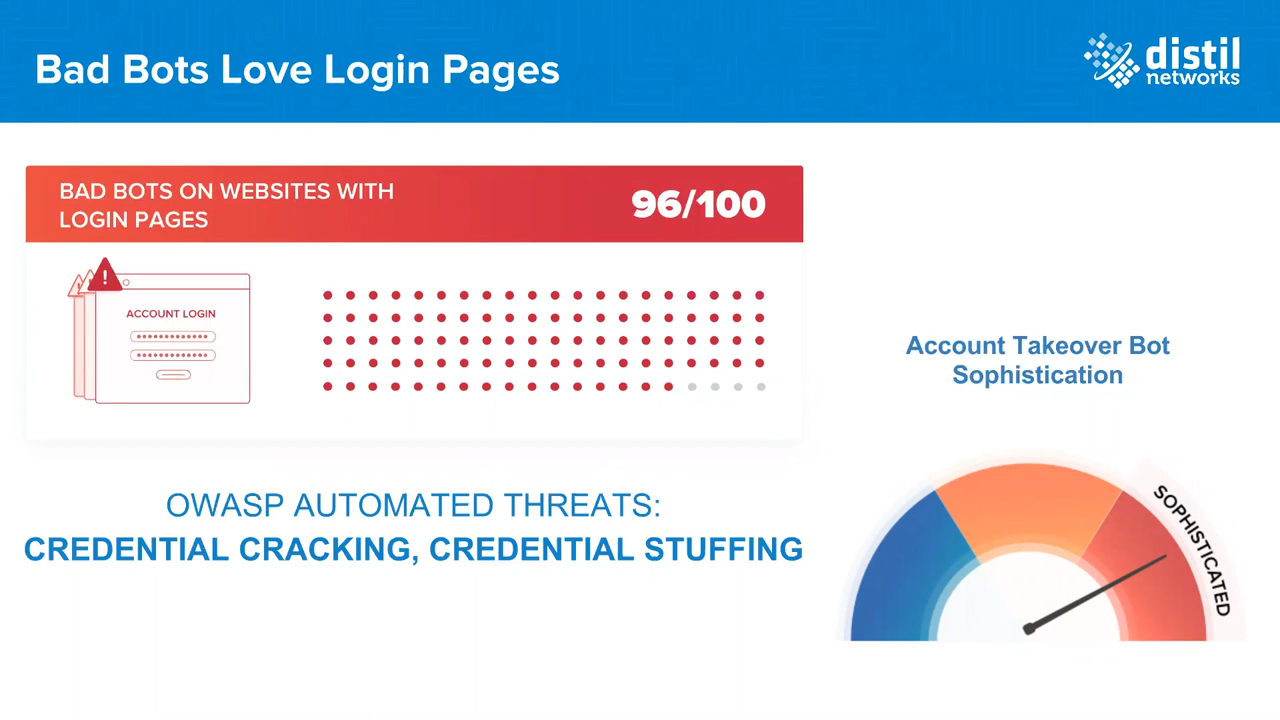 Bad Bots Love Login Pages
distil
networks
BAD BOTS ON WEBSITES WITH
LOGIN PAGES
96/100
!
ACCOUNT LOGIN
Account Takeover Bot
Sophistication
SOPHISTICATED
OWASP AUTOMATED THREATS:
CREDENTIAL CRACKING, CREDENTIAL STUFFING